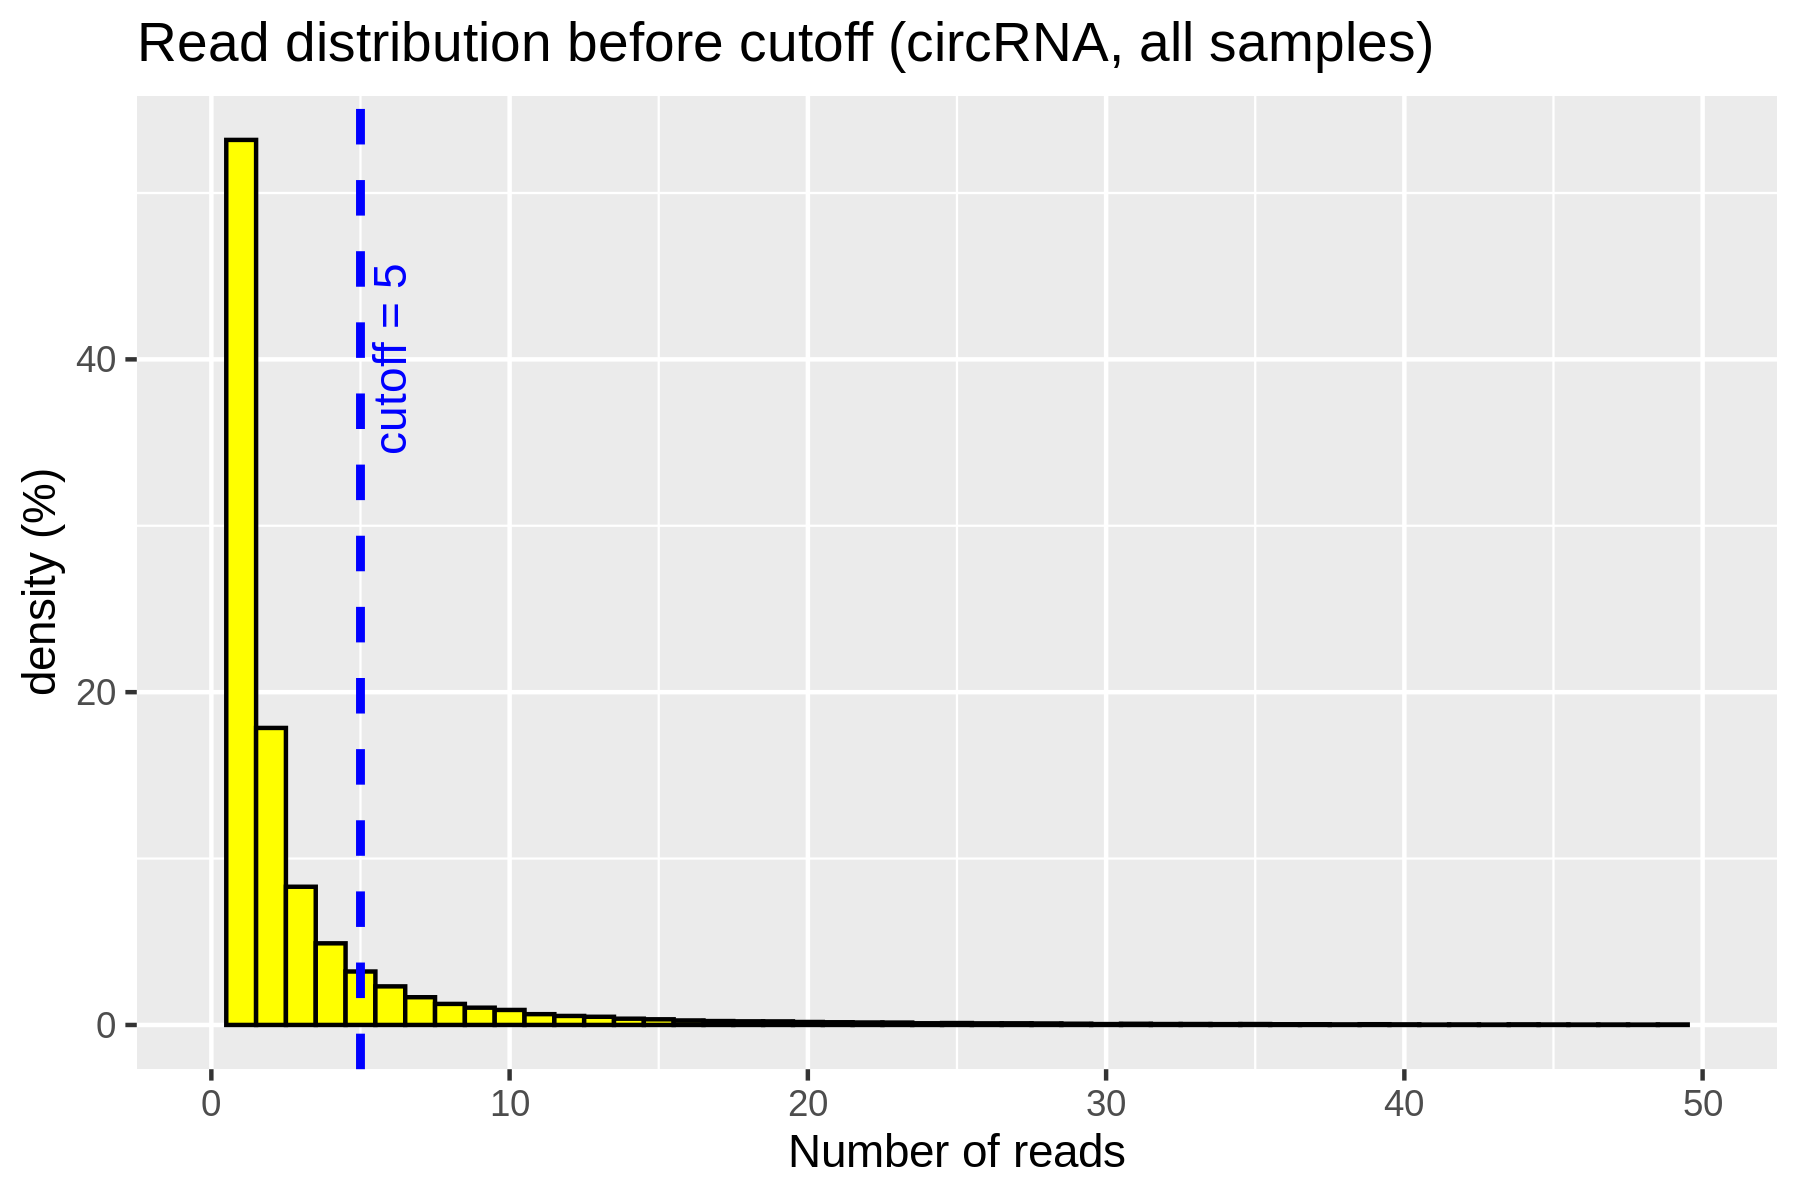 Read distribution before cutoff (circRNA, all samples)
cutoff = 5
density (%)
40
20
0
0 10 20 30 40 50
Number of reads